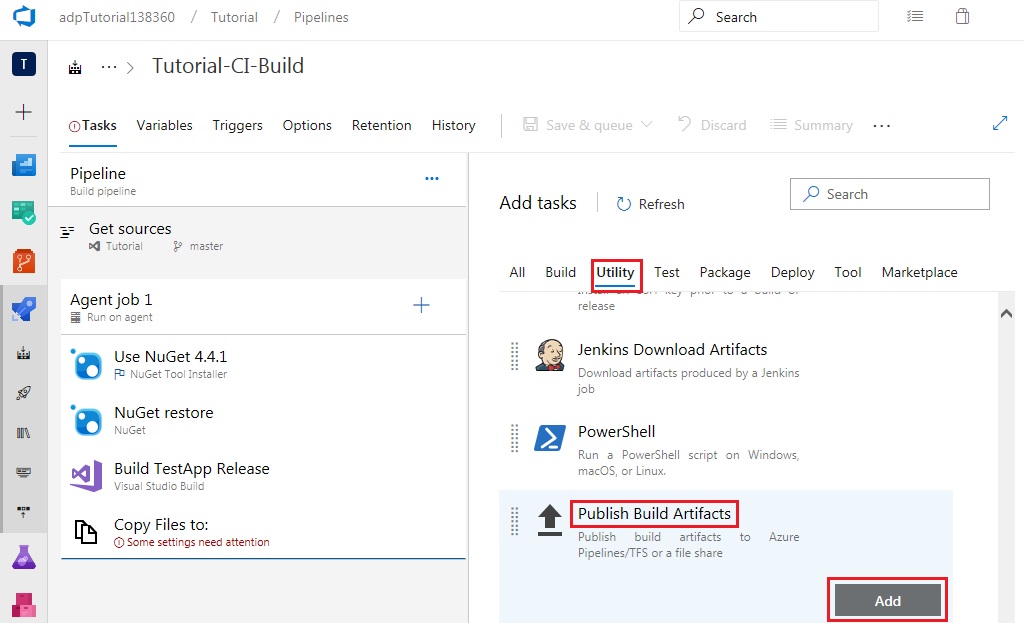 adpTutorial138360 / Tutorial / Pipelines
Search
T
··· > Tutorial-CI-Build
Tasks Variables Triggers Options Retention History
Save & queue Discard Summary ...
Pipeline
Build pipeline
Get sources
Tutorial master
Agent job 1
Run on agent
Use NuGet 4.4.1
NuGet Tool Installer
NuGet restore
NuGet
Build TestApp Release
Visual Studio Build
Copy Files to:
Some settings need attention
Add tasks Refresh
Search
All Build Utility Test Package Deploy Tool Marketplace
release
Jenkins Download Artifacts
Download artifacts produced by a Jenkins
job
PowerShell
Run a PowerShell script on Windows,
macOS, or Linux.
Publish Build Artifacts
Publish build artifacts to Azure
Pipelines/TFS or a file share
Add